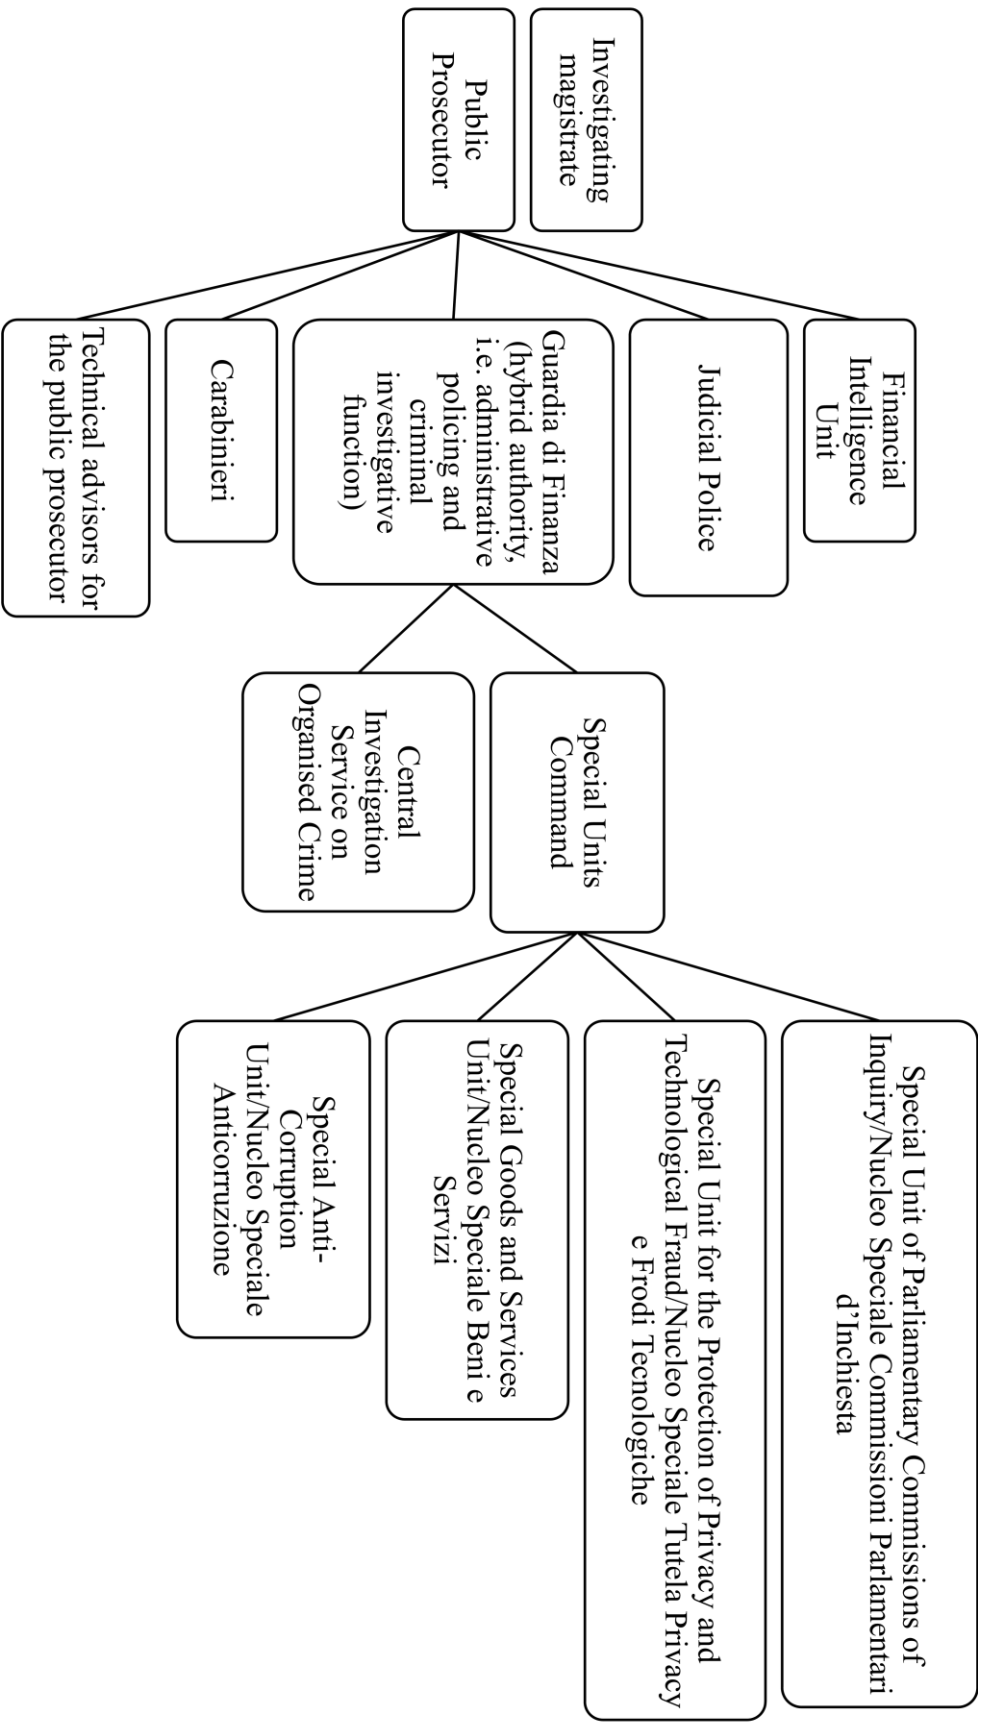 Investigating
magistrate
Public
Prosecutor
Financial
Intelligence
Unit
Judicial Police
Guardia di Finanza
(hybrid authority,
i.e. administrative
policing and
criminal
investigative
function)
Carabinieri
Technical advisors for
the public prosecutor
Special Units
Command
Central
Investigation
Service on
Organised Crime
Special Unit of Parliamentary Commissions of
Inquiry/Nucleo Speciale Commissioni Parlamentari
d’Inchiesta
Special Unit for the Protection of Privacy and
Technological Fraud/Nucleo Speciale Tutela Privacy
e Frodi Tecnologiche
Special Goods and Services
Unit/Nucleo Speciale Beni e
Servizi
Special Anti-
Corruption
Unit/Nucleo Speciale
Anticorruzione